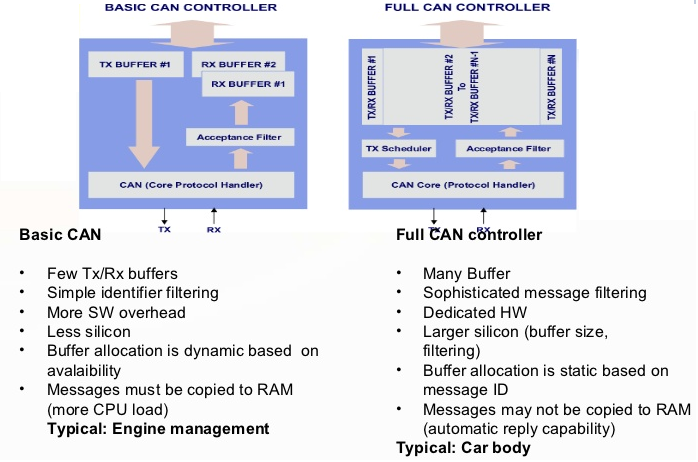 BASIC CAN CONTROLLER
TX BUFFER #1
RX BUFFER #2
RX BUFFER #1
Acceptance Filter
CAN (Core Protocol Handler)
TX
RX
FULL CAN CONTROLLER
TX/RX BUFFER #1
TX/RX BUFFER #2
To
TX/RX BUFFER #N-1
TX/RX BUFFER #N
TX Scheduler
Acceptance Filter
CAN Core (Protocol Handler)
TX
RX
Basic CAN
• Few Tx/Rx buffers
• Simple identifier filtering
• More SW overhead
• Less silicon
• Buffer allocation is dynamic based on
avalaibility
• Messages must be copied to RAM
(more CPU load)
Typical: Engine management
Full CAN controller
• Many Buffer
• Sophisticated message filtering
• Dedicated HW
• Larger silicon (buffer size,
filtering)
• Buffer allocation is static based on
message ID
• Messages may not be copied to RAM
(automatic reply capability)
Typical: Car body